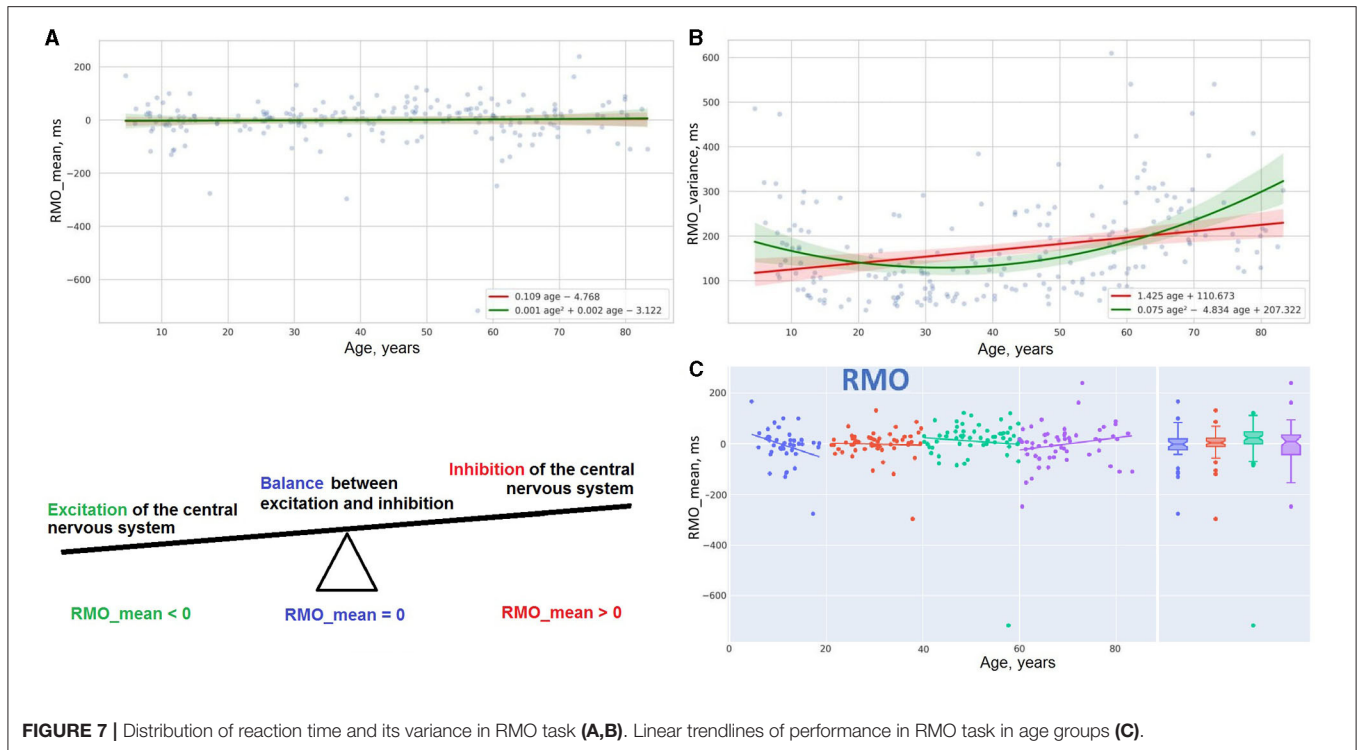 A
200
0
−200
−400
−600
RMO_mean, ms
0.109 age − 4.768
0.001 age² + 0.002 age − 3.122
10 20 30 40 50 60 70 80
Age, years
B
600
500
400
300
200
100
RMO_variance, ms
1.425 age + 110.673
0.075 age² − 4.834 age + 207.322
10 20 30 40 50 60 70 80
Age, years
Excitation of the central
nervous system
Balance between
excitation and inhibition
Inhibition of the central
nervous system
RMO_mean < 0
RMO_mean = 0
RMO_mean > 0
C
RMO
200
0
−200
−400
−600
RMO_mean, ms
0 20 40 60 80
Age, years
FIGURE 7 | Distribution of reaction time and its variance in RMO task (A,B). Linear trendlines of performance in RMO task in age groups (C).